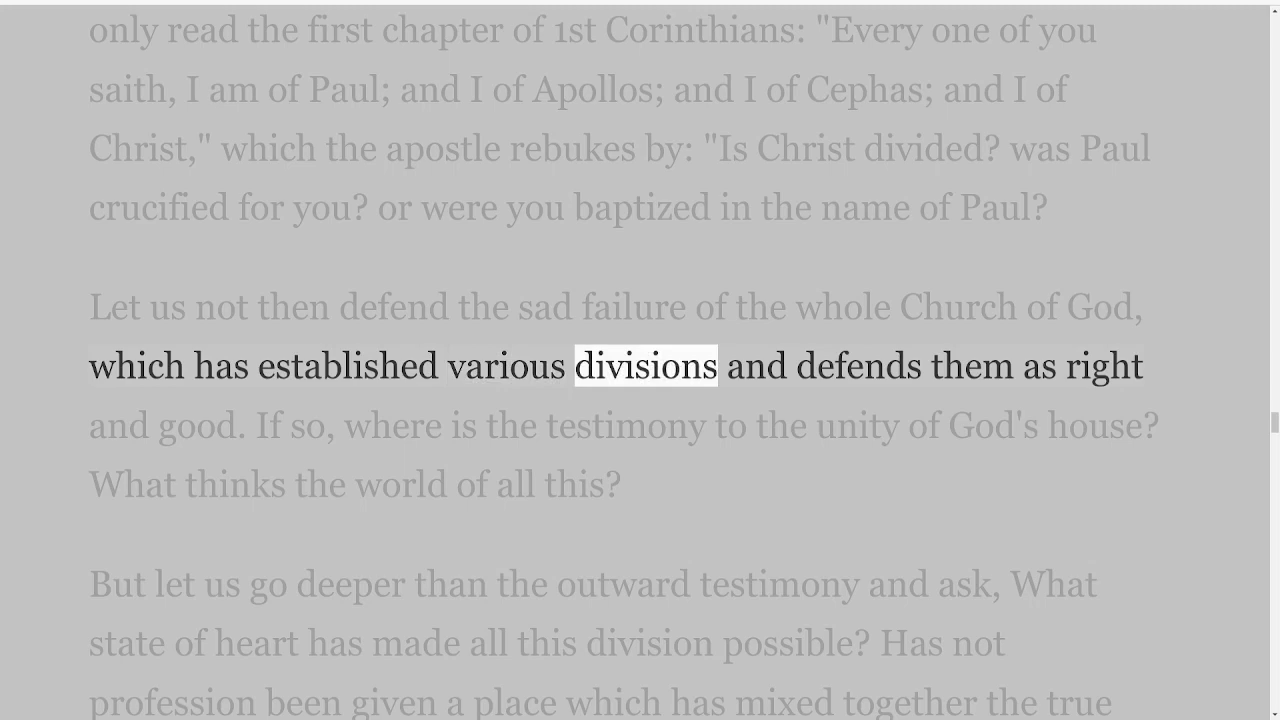 only read the first chapter of 1st Corinthians: "Every one of you
saith, I am of Paul; and I of Apollos; and I of Cephas; and I of
Christ," which the apostle rebukes by: "Is Christ divided? was Paul
crucified for you? or were you baptized in the name of Paul?
Let us not then defend the sad failure of the whole Church of God,
which has established various divisions and defends them as right
and good. If so, where is the testimony to the unity of God's house?
What thinks the world of all this?
But let us go deeper than the outward testimony and ask, What
state of heart has made all this division possible? Has not
profession been given a place which has mixed together the true